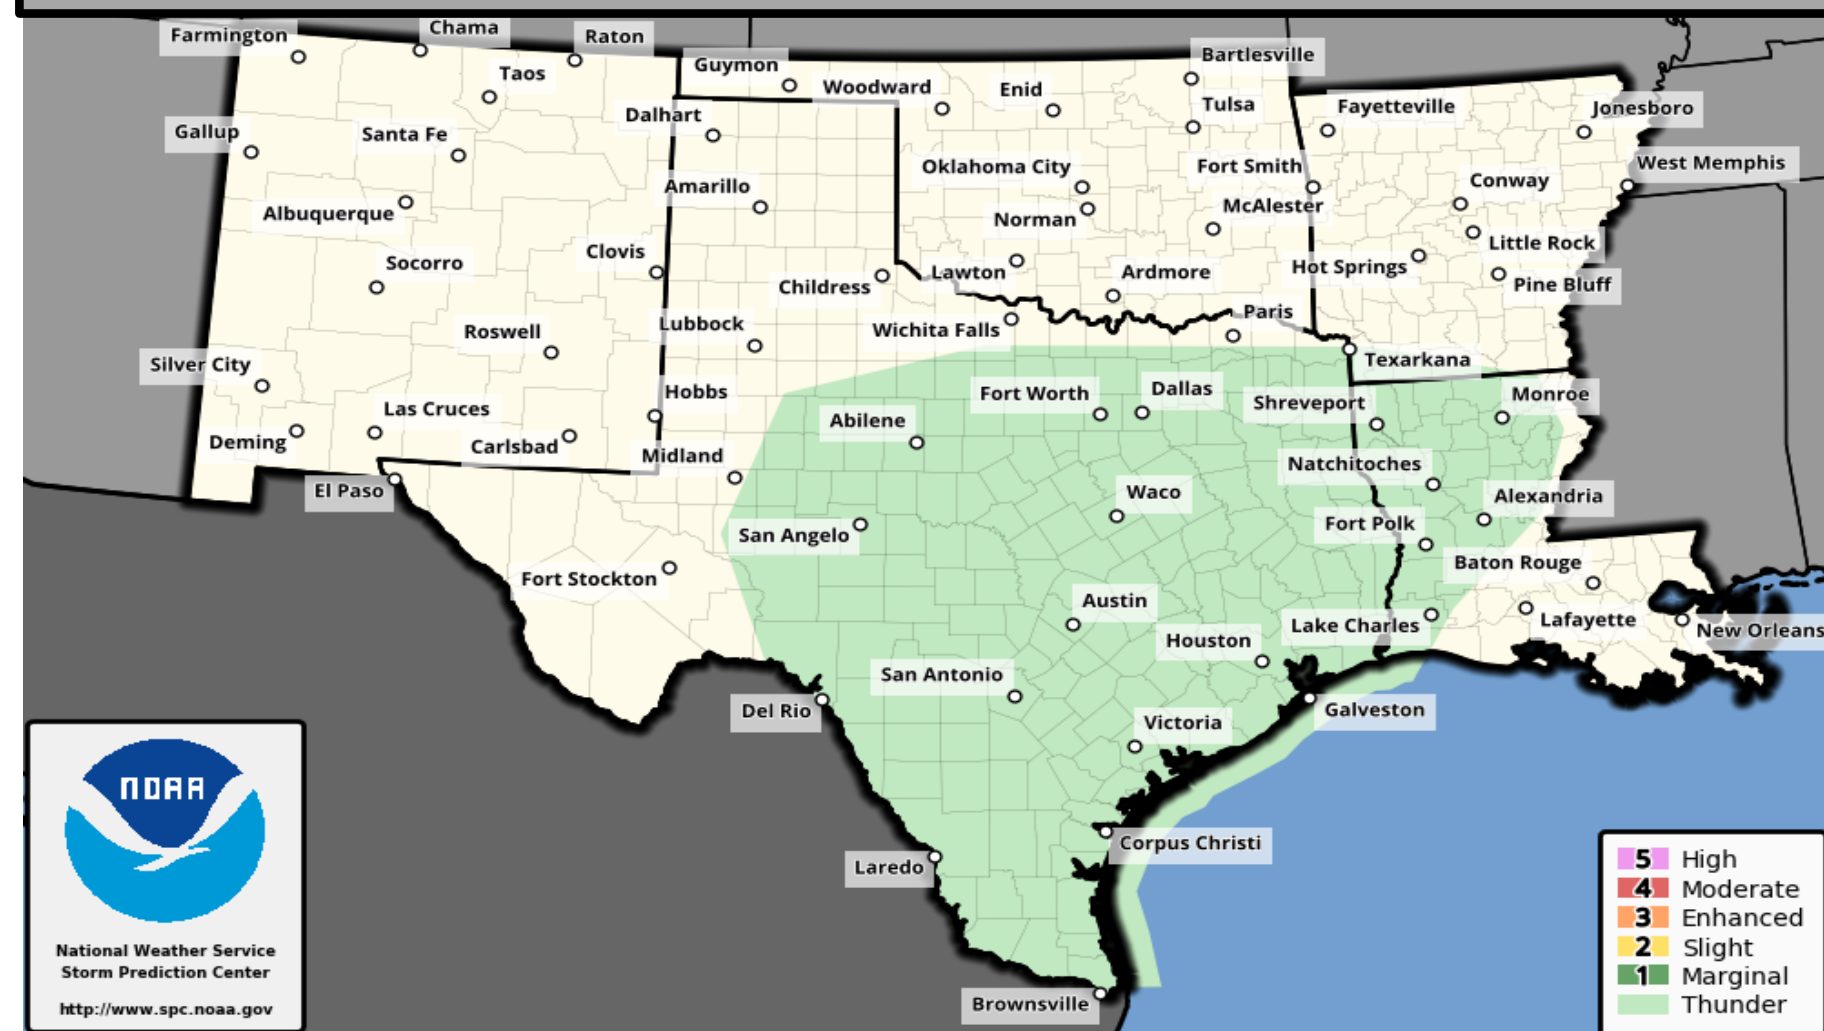 Farmington
Chama
Raton
Taos
Guymon
Woodward
Enid
Bartlesville
Tulsa
Fayetteville
Jonesboro
Dalhart
Gallup
Santa Fe
Oklahoma City
Fort Smith
West Memphis
Conway
Amarillo
Albuquerque
Norman
McAlester
Little Rock
Socorro
Clovis
Childress
Lawton
Ardmore
Hot Springs
Pine Bluff
Roswell
Lubbock
Wichita Falls
Paris
Texarkana
Silver City
Hobbs
Las Cruces
Abilene
Fort Worth
Dallas
Shreveport
Monroe
Deming
Carlsbad
Midland
Natchitoches
El Paso
Waco
Alexandria
San Angelo
Fort Polk
Fort Stockton
Baton Rouge
Austin
Houston
Lake Charles
Lafayette
New Orleans
San Antonio
Del Rio
Victoria
Galveston
Laredo
Corpus Christi
Brownsville
NOAA
National Weather Service
Storm Prediction Center
http://www.spc.noaa.gov
5 High
4 Moderate
3 Enhanced
2 Slight
1 Marginal
Thunder